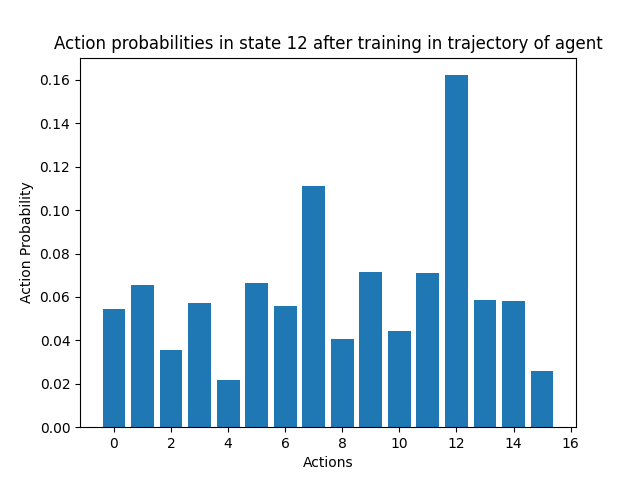 Action probabilities in state 12 after training in trajectory of agent
0.16
0.14
0.12
0.10
0.08
0.06
0.04
0.02
0.00
Action Probability
0 2 4 6 8 10 12 14 16
Actions